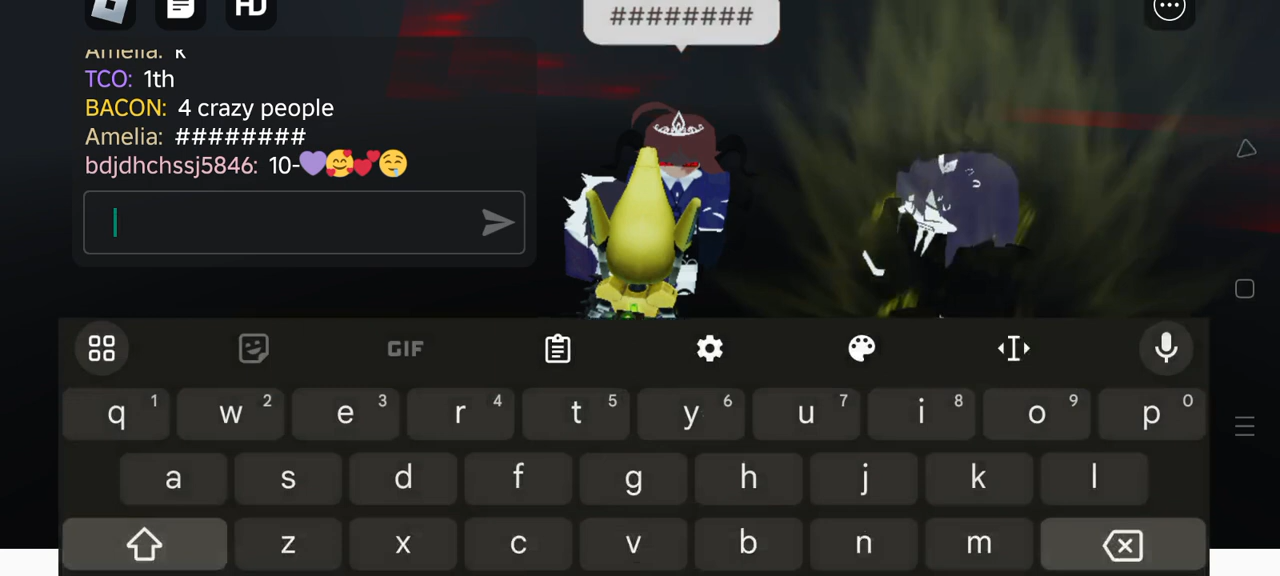 HD
########
Amelia: k
TCO: 1th
BACON: 4 crazy people
Amelia: ########
bdjdhchssj5846: 10-💜🥰💕🤤
GIF
q 1 w 2 e 3 r 4 t 5 y 6 u 7 i 8 o 9 p 0
a s d f g h j k l
z x c v b n m